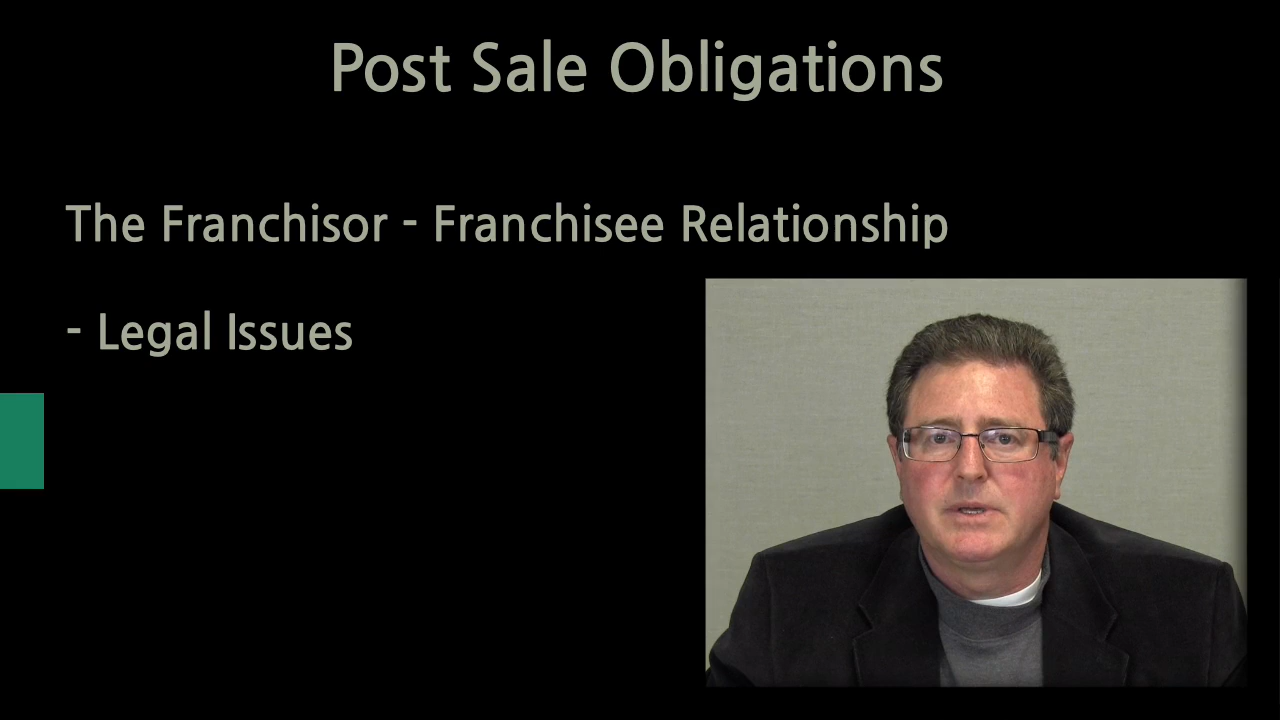 Post Sale Obligations
The Franchisor - Franchisee Relationship
- Legal Issues